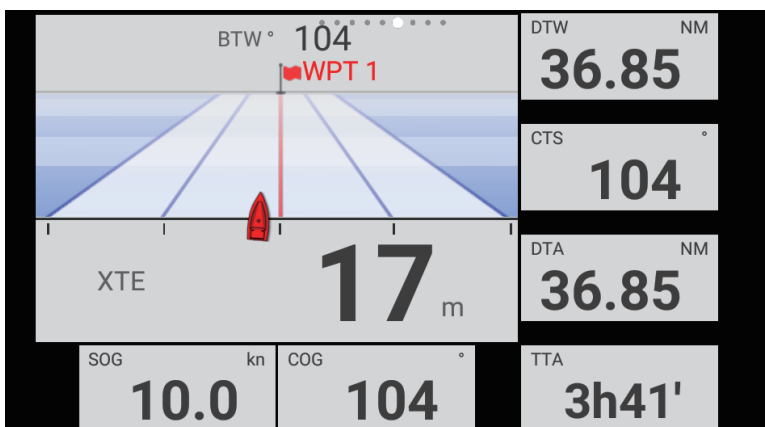 BTW ° 104
WPT 1
XTE 17 m
DTW NM
36.85
CTS °
104
DTA NM
36.85
SOG kn
10.0
COG °
104
TTA
3h41'